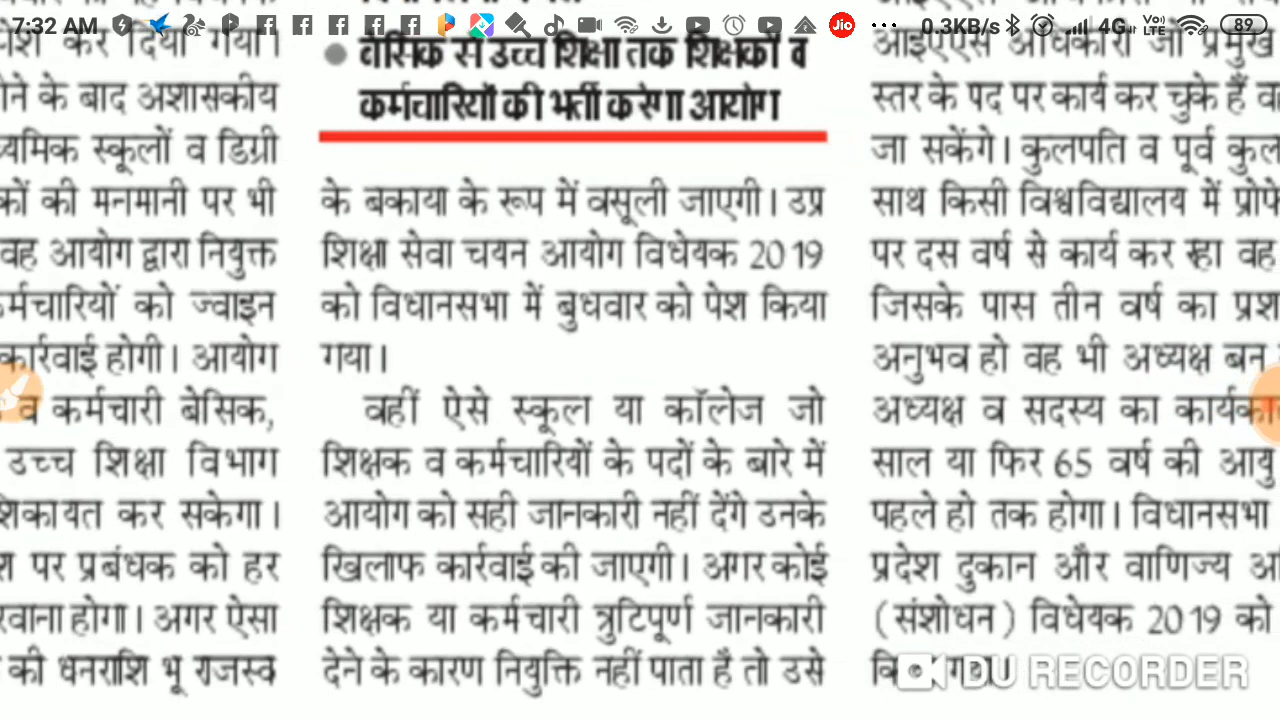 7:32 AM
Jio
...
0.3KB/s
4G
Vo))
LTE
89
पेश कर दिया गया।
ोने के बाद अशासकीय
्यमिक स्कूलों व डिग्री
कों की मनमानी पर भी
वह आयोग द्वारा नियुक्त
र्मचारियों को ज्वाइन
कार्रवाई होगी। आयोग
व कर्मचारी बेसिक,
उच्च शिक्षा विभाग
शिकायत कर सकेगा।
श पर प्रबंधक को हर
रवाना होगा। अगर ऐसा
की धनराशि भू राजस्व
बेसिक से उच्च शिक्षा तक शिक्षकों व
कर्मचारियों की भर्ती करेगा आयोग
के बकाया के रूप में वसूली जाएगी। उप्र
शिक्षा सेवा चयन आयोग विधेयक 2019
को विधानसभा में बुधवार को पेश किया
गया।
वहीं ऐसे स्कूल या कॉलेज जो
शिक्षक व कर्मचारियों के पदों के बारे में
आयोग को सही जानकारी नहीं देंगे उनके
खिलाफ कार्रवाई की जाएगी। अगर कोई
शिक्षक या कर्मचारी त्रुटिपूर्ण जानकारी
देने के कारण नियुक्ति नहीं पाता है तो उसे
आइएएस अधिकारी जो प्रमुख
स्तर के पद पर कार्य कर चुके हैं व
जा सकेंगे। कुलपति व पूर्व कुल
साथ किसी विश्वविद्यालय में प्रोफे
पर दस वर्ष से कार्य कर रहा वह
जिसके पास तीन वर्ष का प्रश
अनुभव हो वह भी अध्यक्ष बन
अध्यक्ष व सदस्य का कार्यका
साल या फिर 65 वर्ष की आयु
पहले हो तक होगा। विधानसभा
प्रदेश दुकान और वाणिज्य अ
(संशोधन) विधेयक 2019 को
DU RECORDER